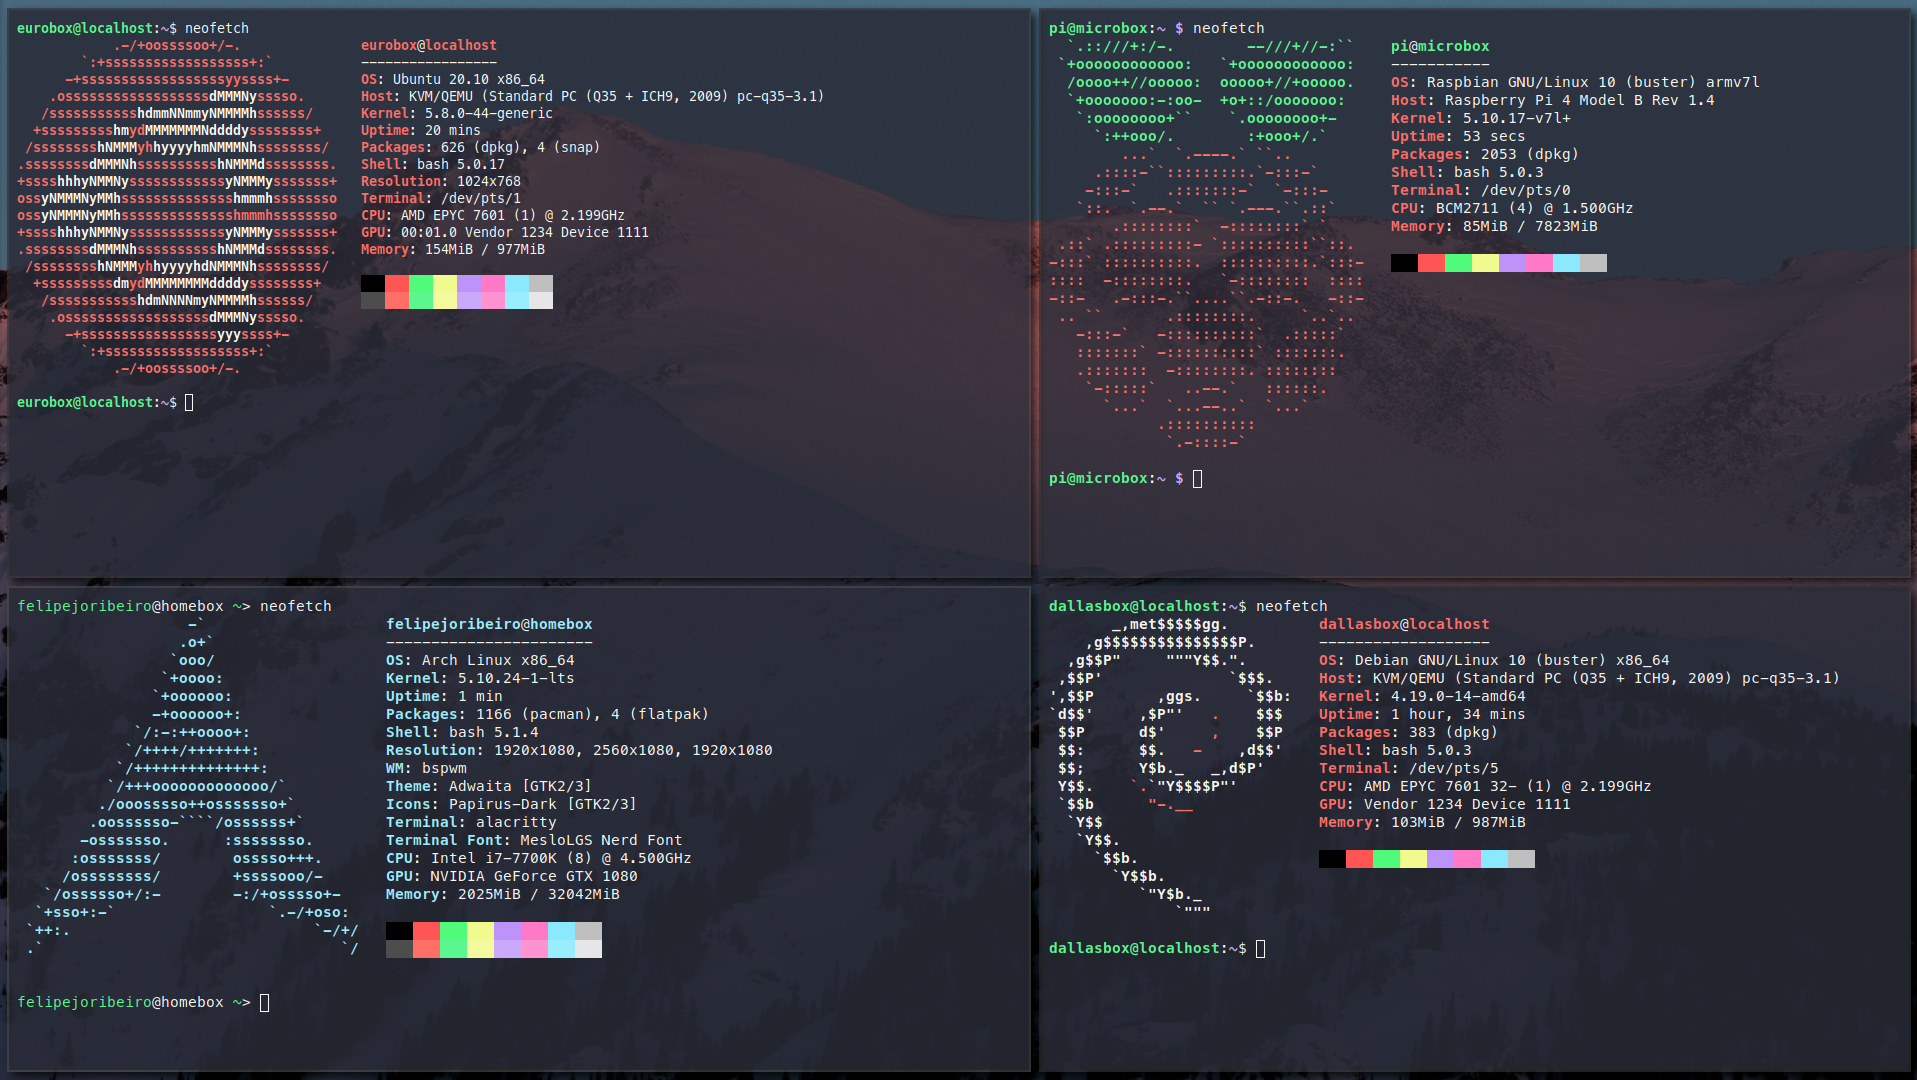 eurobox@localhost:~$ neofetch
eurobox@localhost
-----------------
OS: Ubuntu 20.10 x86_64
Host: KVM/QEMU (Standard PC (Q35 + ICH9, 2009) pc-q35-3.1)
Kernel: 5.8.0-44-generic
Uptime: 20 mins
Packages: 626 (dpkg), 4 (snap)
Shell: bash 5.0.17
Resolution: 1024x768
Terminal: /dev/pts/1
CPU: AMD EPYC 7601 (1) @ 2.199GHz
GPU: 00:01.0 Vendor 1234 Device 1111
Memory: 154MiB / 977MiB
eurobox@localhost:~$
pi@microbox:~ $ neofetch
pi@microbox
-----------
OS: Raspbian GNU/Linux 10 (buster) armv7l
Host: Raspberry Pi 4 Model B Rev 1.4
Kernel: 5.10.17-v7l+
Uptime: 53 secs
Packages: 2053 (dpkg)
Shell: bash 5.0.3
Terminal: /dev/pts/0
CPU: BCM2711 (4) @ 1.500GHz
Memory: 85MiB / 7823MiB
pi@microbox:~ $
felipejoribeiro@homebox ~> neofetch
felipejoribeiro@homebox
-----------------------
OS: Arch Linux x86_64
Kernel: 5.10.24-1-lts
Uptime: 1 min
Packages: 1166 (pacman), 4 (flatpak)
Shell: bash 5.1.4
Resolution: 1920x1080, 2560x1080, 1920x1080
WM: bspwm
Theme: Adwaita [GTK2/3]
Icons: Papirus-Dark [GTK2/3]
Terminal: alacritty
Terminal Font: MesloLGS Nerd Font
CPU: Intel i7-7700K (8) @ 4.500GHz
GPU: NVIDIA GeForce GTX 1080
Memory: 2025MiB / 32042MiB
felipejoribeiro@homebox ~>
dallasbox@localhost:~$ neofetch
dallasbox@localhost
-------------------
OS: Debian GNU/Linux 10 (buster) x86_64
Host: KVM/QEMU (Standard PC (Q35 + ICH9, 2009) pc-q35-3.1)
Kernel: 4.19.0-14-amd64
Uptime: 1 hour, 34 mins
Packages: 383 (dpkg)
Shell: bash 5.0.3
Terminal: /dev/pts/5
CPU: AMD EPYC 7601 32- (1) @ 2.199GHz
GPU: Vendor 1234 Device 1111
Memory: 103MiB / 987MiB
dallasbox@localhost:~$